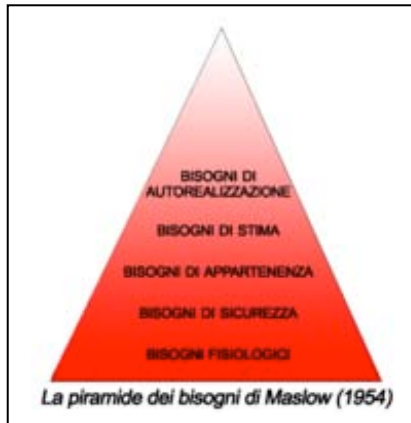 BISOGNI DI
AUTOREALIZZAZIONE
BISOGNI DI STIMA
BISOGNI DI APPARTENENZA
BISOGNI DI SICUREZZA
BISOGNI FISIOLOGICI
La piramide dei bisogni di Maslow (1954)